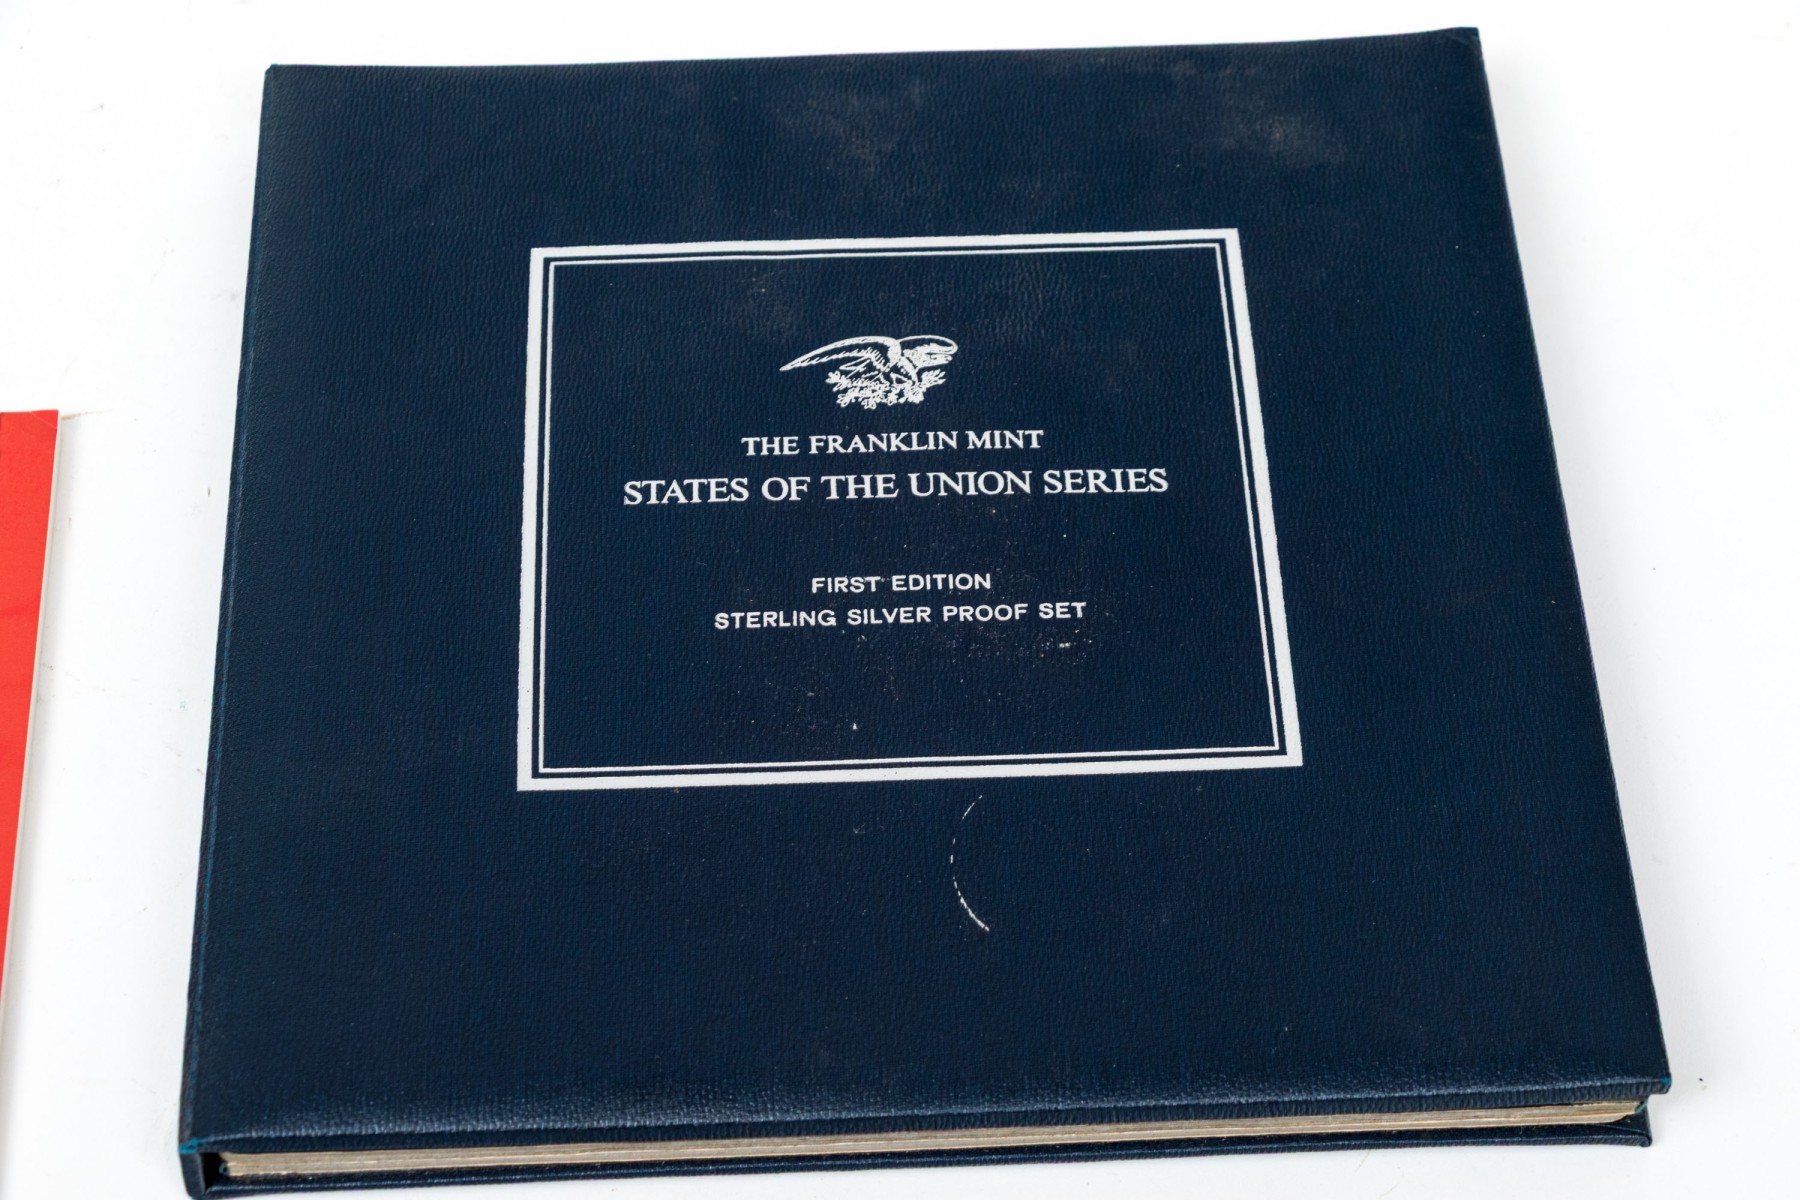 THE FRANKLIN MINT
STATES OF THE UNION SERIES
FIRST EDITION
STERLING SILVER PROOF SET